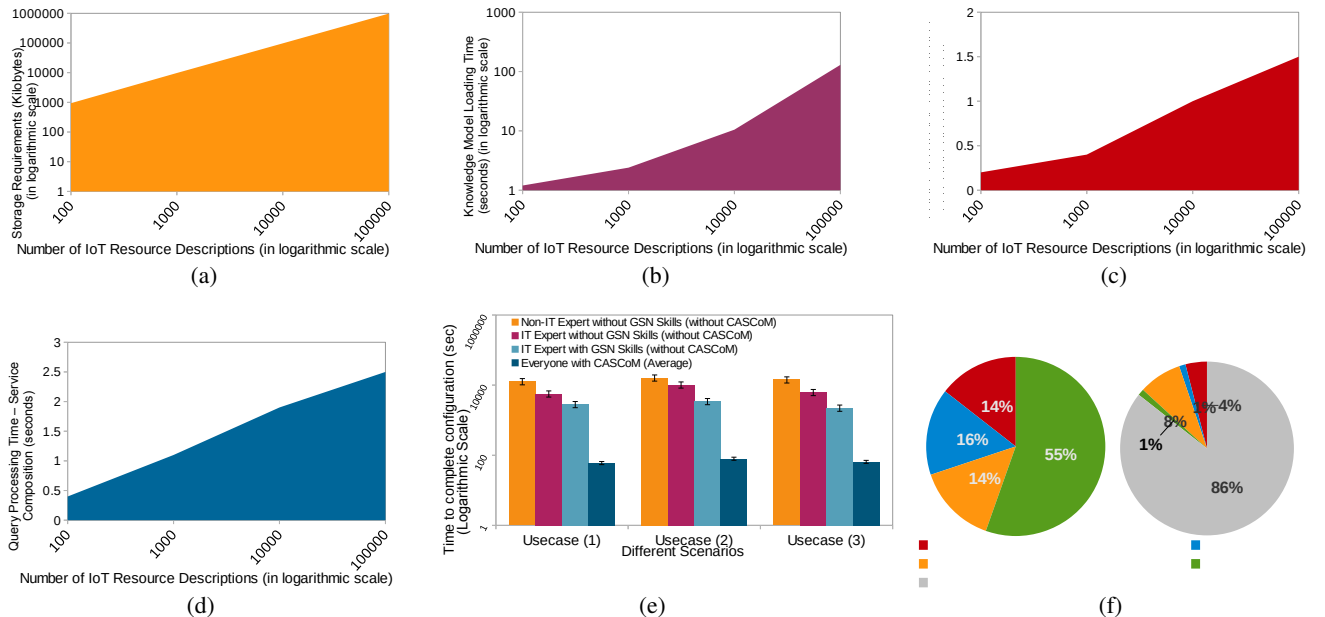 1000000
100000
10000
1000
100
10
1
Storage Requirements (Kilobytes)
(in logarithmic scale)
100
1000
10000
100000
Number of IoT Resource Descriptions (in logarithmic scale)
(a)
1000
100
10
1
Knowledge Model Loading Time
(seconds) (in logarithmic scale)
100
1000
10000
100000
Number of IoT Resource Descriptions (in logarithmic scale)
(b)
2
1.5
1
0.5
0
100
1000
10000
100000
Number of IoT Resource Descriptions (in logarithmic scale)
(c)
3
2.5
2
1.5
1
0.5
0
Query Processing Time – Service
Composition (seconds)
100
1000
10000
100000
Number of IoT Resource Descriptions (in logarithmic scale)
(d)
Time to complete configuration (sec)
(Logarithmic Scale)
1000000
10000
100
1
Non-IT Expert without GSN Skills (without CASCoM)
IT Expert without GSN Skills (without CASCoM)
IT Expert with GSN Skills (without CASCoM)
Everyone with CASCoM (Average)
Usecase (1)
Usecase (2)
Usecase (3)
Different Scenarios
(e)
14%
16%
14%
55%
1%
8%
1%
4%
86%
(f)